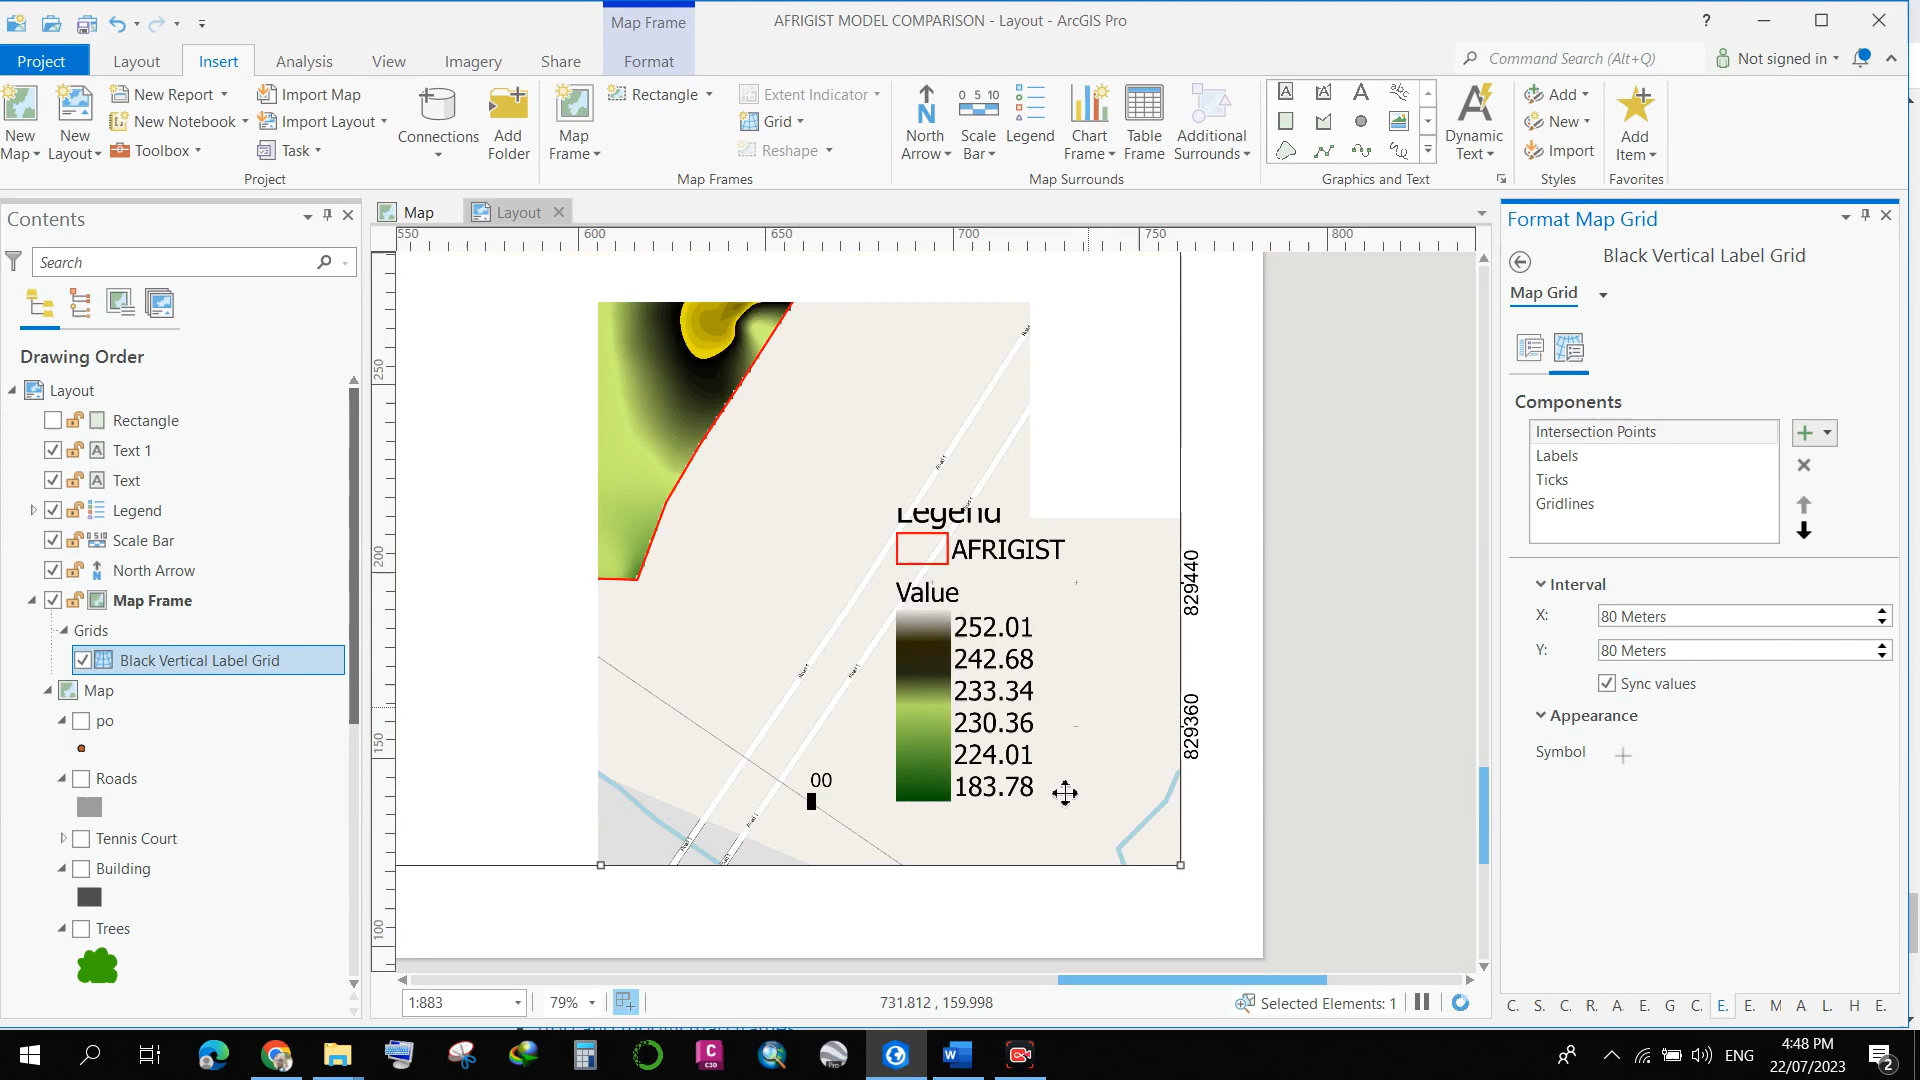 Map Frame
AFRIGIST MODEL COMPARISON - Layout - ArcGIS Pro
?
Project
Layout
Insert
Analysis
View
Imagery
Share
Format
Command Search (Alt+Q)
Not signed in
New Map
New Layout
New Report
New Notebook
Toolbox
Import Map
Import Layout
Task
Connections
Add Folder
Project
Map Frame
Rectangle
Extent Indicator
Grid
Reshape
Map Frames
North Arrow
0 5 10
Scale Bar
Legend
Chart Frame
Table Frame
Additional Surrounds
Map Surrounds
Graphics and Text
Dynamic Text
Add
New
Import
Styles
Add Item
Favorites
Contents
Search
Drawing Order
Layout
Rectangle
Text 1
Text
Legend
Scale Bar
North Arrow
Map Frame
Grids
Black Vertical Label Grid
Map
po
Roads
Tennis Court
Building
Trees
Map
Layout
550
600
650
700
750
800
250
200
150
100
Legend
AFRIGIST
Value
252.01
242.68
233.34
230.36
224.01
183.78
00
829440
829360
1:883
79%
731.812 , 159.998
Selected Elements: 1
Format Map Grid
Black Vertical Label Grid
Map Grid
Components
Intersection Points
Labels
Ticks
Gridlines
Interval
X:
80 Meters
Y:
80 Meters
Sync values
Appearance
Symbol
C. S. C. R. A. E. G C. E. E. M A. L. H E.
ENG
4:48 PM
22/07/2023
2